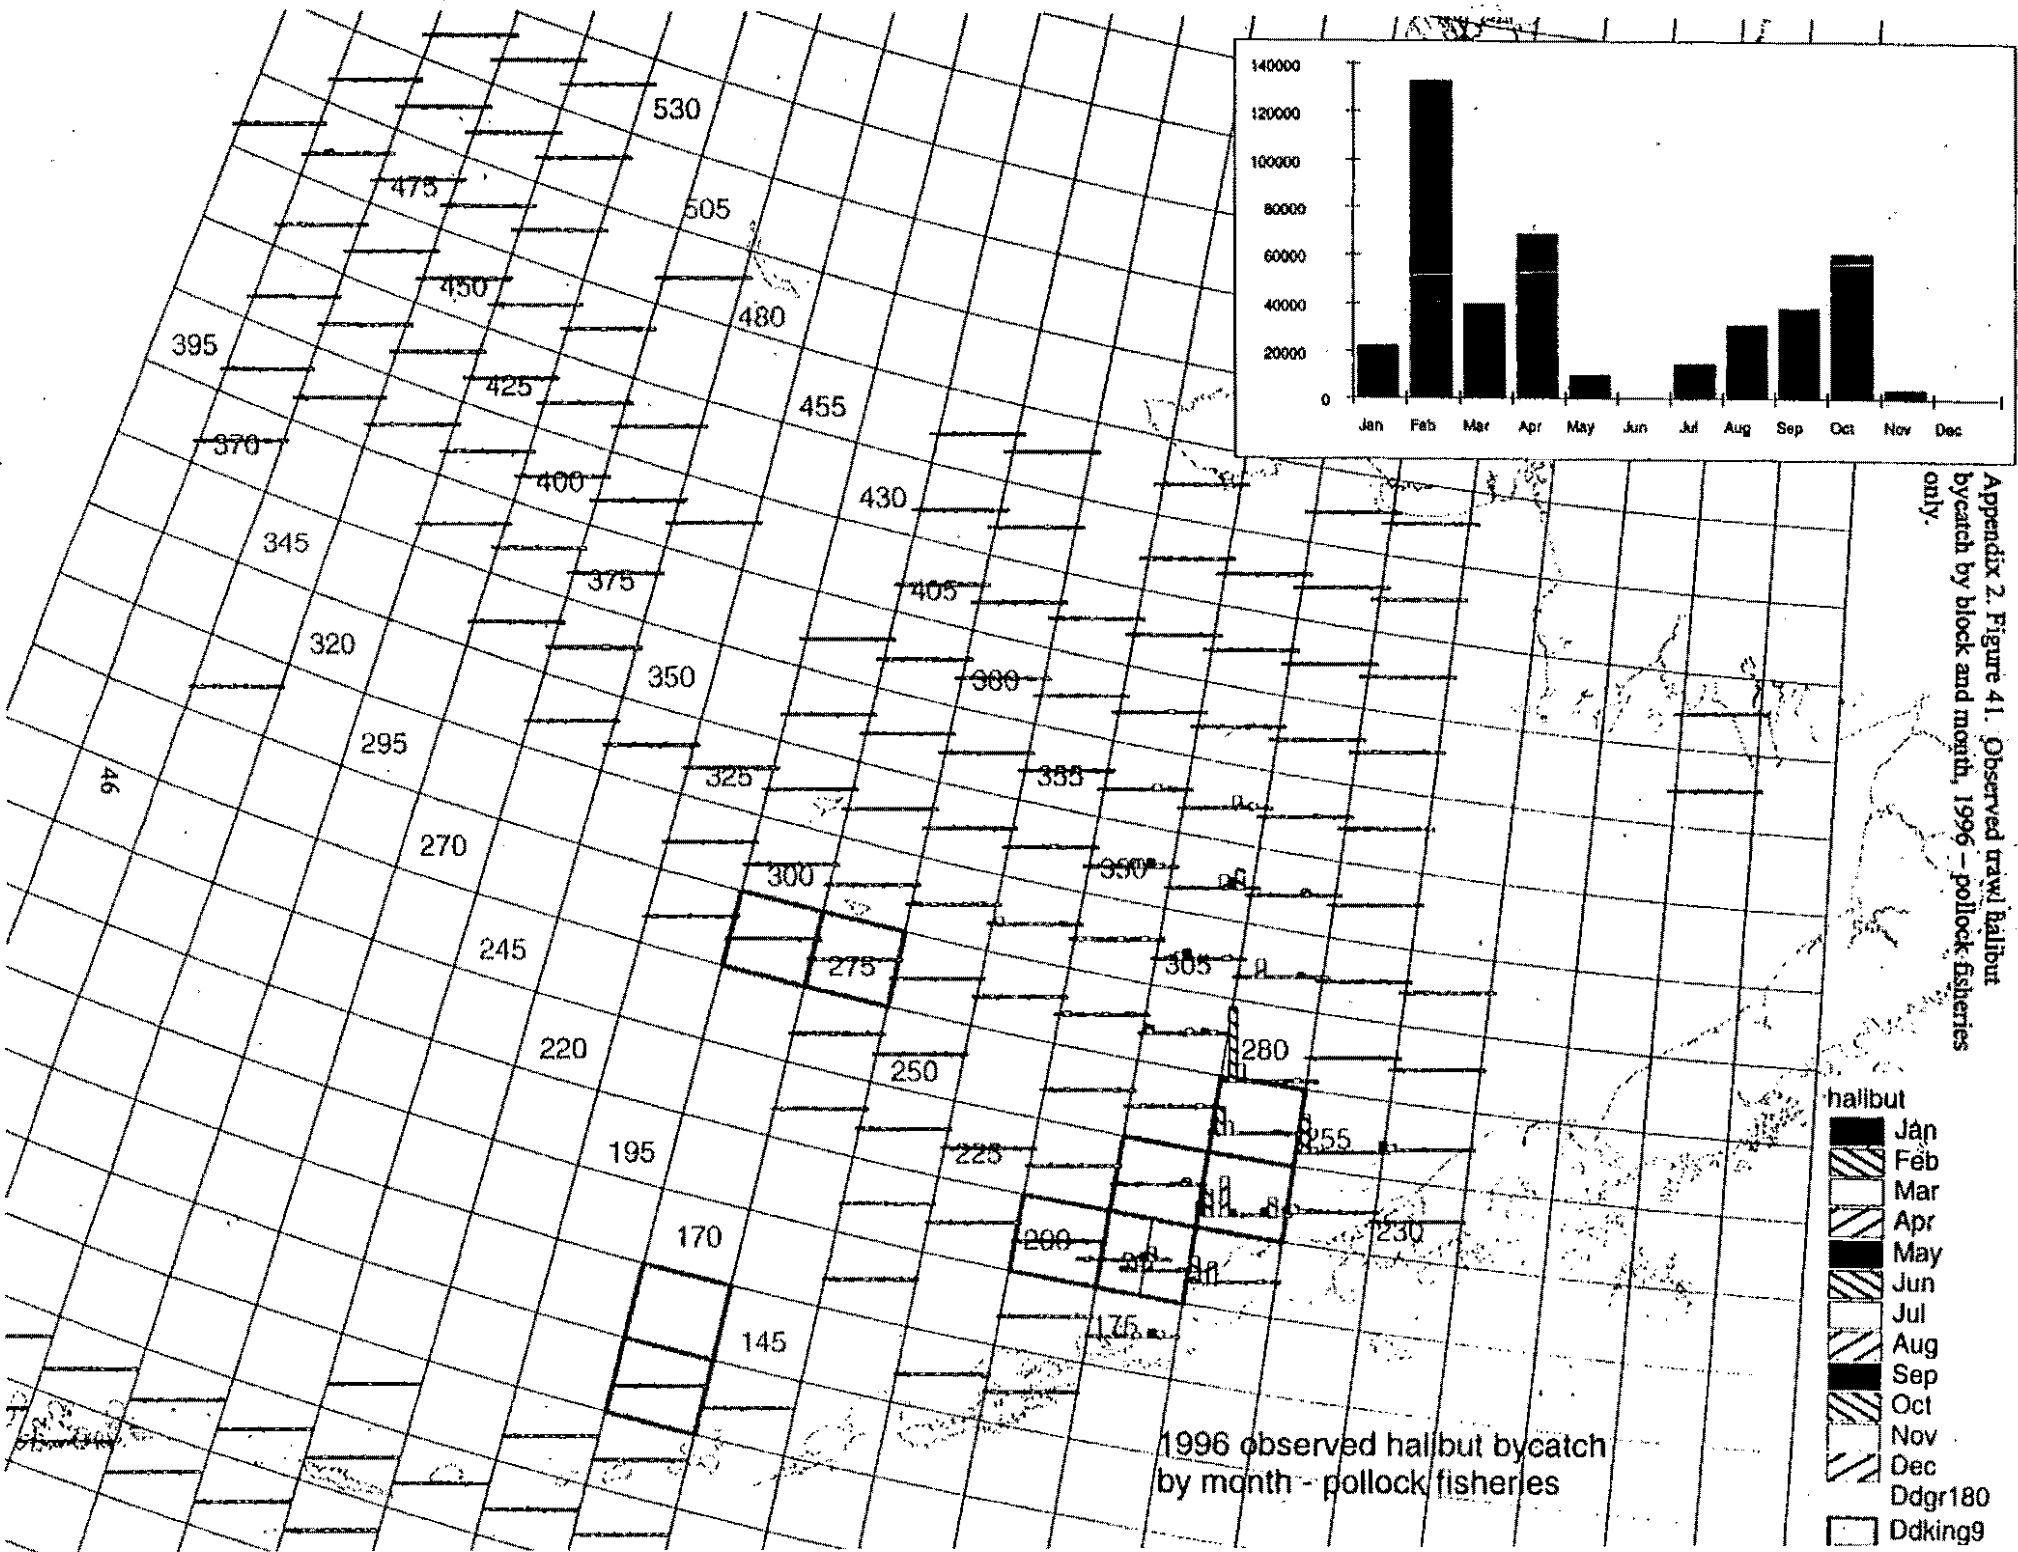 140000
120000
100000
80000
60000
40000
20000
0
Jan Feb Mar Apr May Jun Jul Aug Sep Oct Nov Dec
Appendix 2. Figure 41. Observed trawl halibut
bycatch by block and month, 1996 – pollock fisheries
only.
530
475
505
450
480
395
425
455
370
400
430
345
375
405
320
350
380
295
325
355
46
270
300
330
245
275
305
220
250
280
195
225
255
170
200
230
145
175
1996 observed halibut bycatch
by month - pollock fisheries
halibut
Jan
Feb
Mar
Apr
May
Jun
Jul
Aug
Sep
Oct
Nov
Dec
Ddgr180
Ddking9